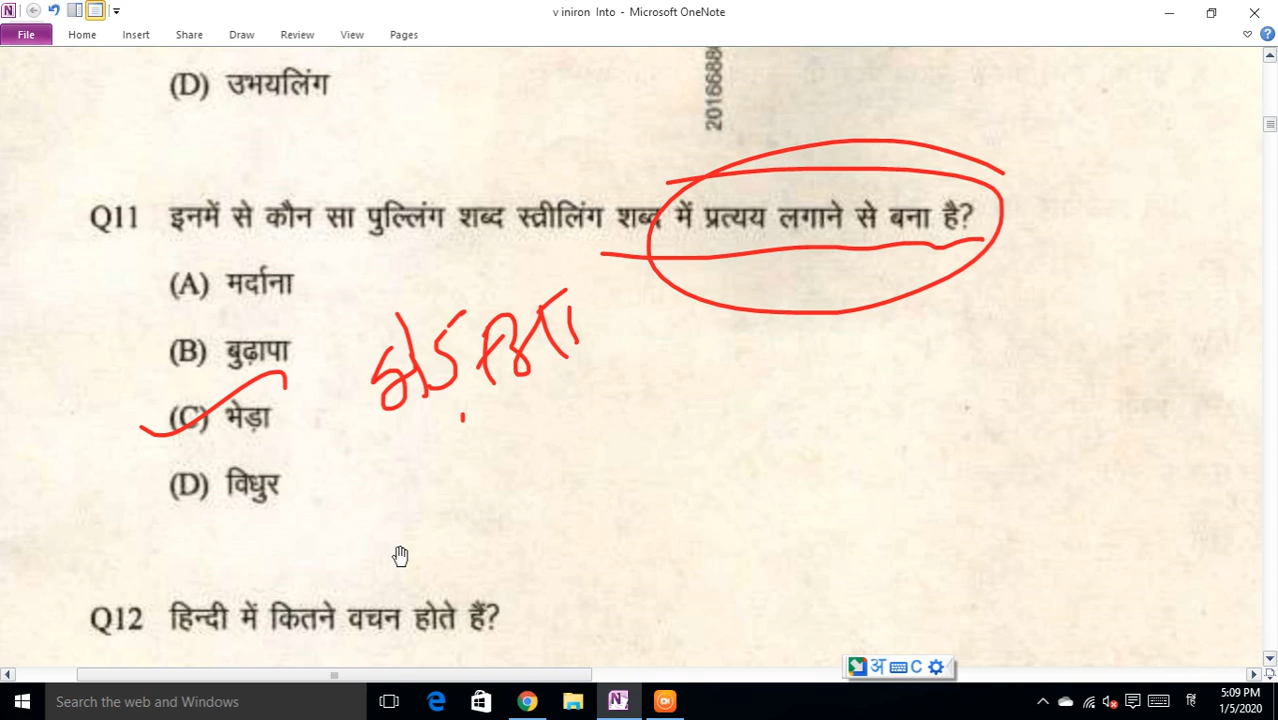 v iniron Into - Microsoft OneNote
File Home Insert Share Draw Review View Pages
(D) उभयलिंग
2016688
Q11 इनमें से कौन सा पुल्लिंग शब्द स्त्रीलिंग शब्द में प्रत्यय लगाने से बना है?
(A) मर्दाना
(B) बुढ़ापा
(C) भेड़ा
(D) विधुर
Q12 हिन्दी में कितने वचन होते हैं?
अ C
Search the web and Windows
हि
5:09 PM
1/5/2020